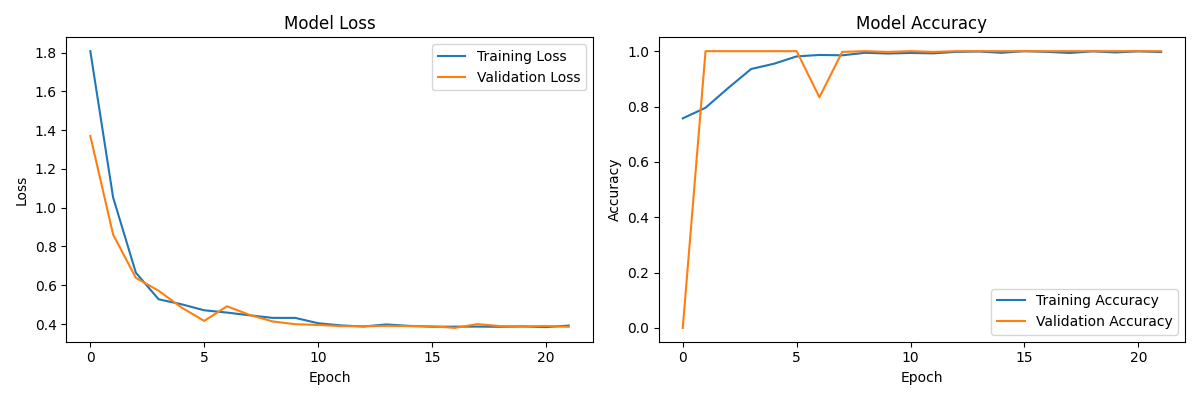 Model Loss
1.8
1.6
1.4
1.2
1.0
0.8
0.6
0.4
Loss
0 5 10 15 20
Epoch
Training Loss
Validation Loss
Model Accuracy
1.0
0.8
0.6
0.4
0.2
0.0
Accuracy
0 5 10 15 20
Epoch
Training Accuracy
Validation Accuracy